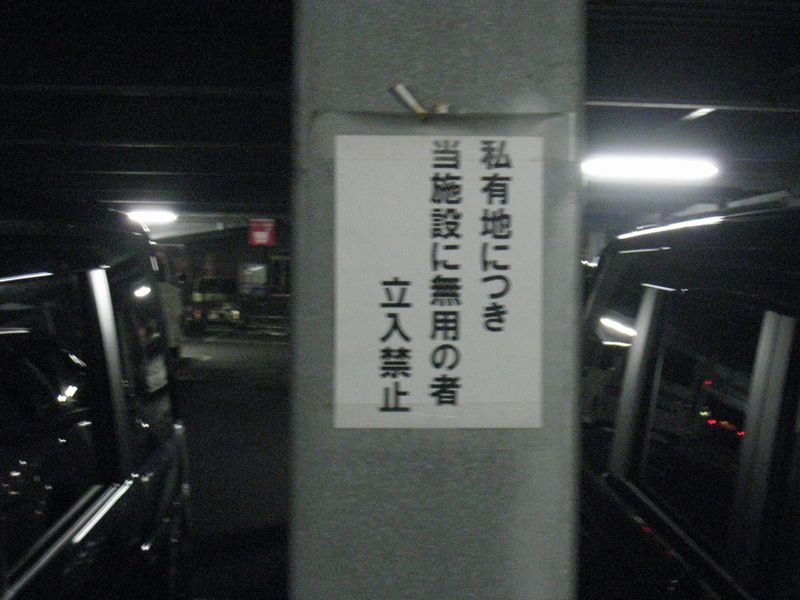 私有地につき
当施設に無用の者
立入禁止